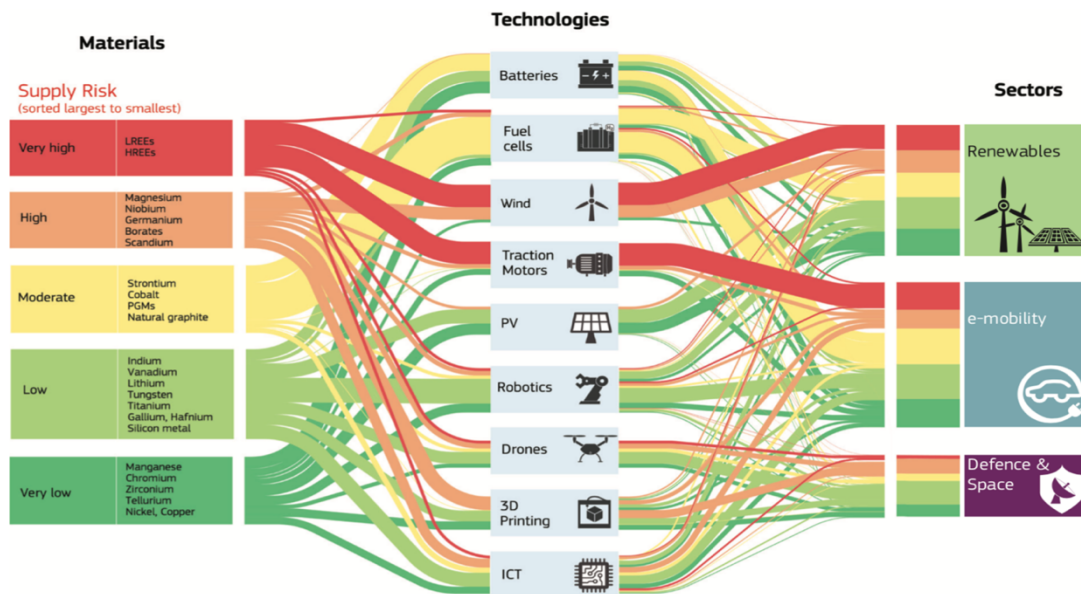 Technologies
Materials
Supply Risk
(sorted largest to smallest)
Very high
LREEs
HREEs
High
Magnesium
Niobium
Germanium
Borates
Scandium
Moderate
Strontium
Cobalt
PGMs
Natural graphite
Low
Indium
Vanadium
Lithium
Tungsten
Titanium
Gallium, Hafnium
Silicon metal
Very low
Manganese
Chromium
Zirconium
Tellurium
Nickel, Copper
Batteries
Fuel
cells
Wind
Traction
Motors
PV
Robotics
Drones
3D
Printing
ICT
Sectors
Renewables
e-mobility
Defence &
Space